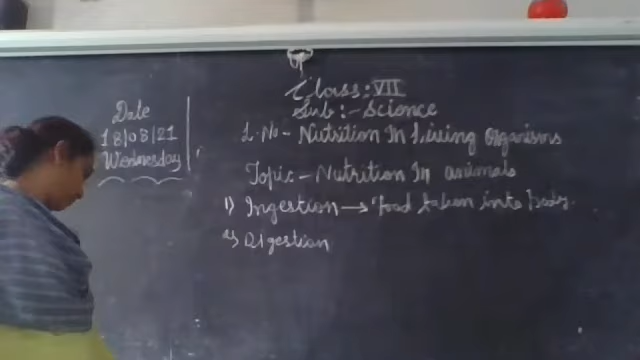 Date
18/08/21
Wednesday
Class: VII
Sub :- Science
L.No - Nutrition In Living Organisms
Topic - Nutrition In animals
1) Ingestion → Food taken into body.
2) Digestion